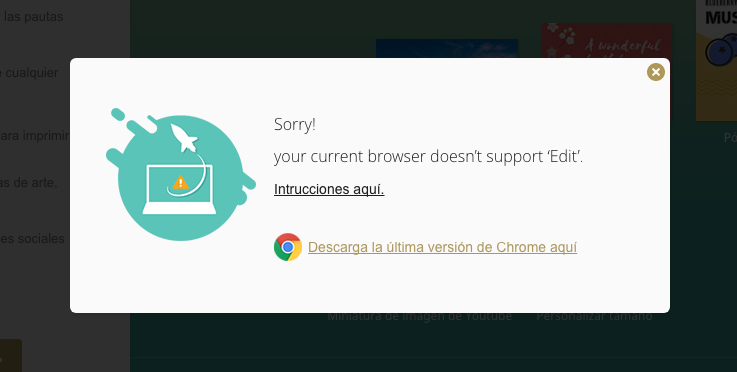 las pautas
MUS
A wonderful
cualquier
Sorry!
ara imprimir
your current browser doesn't support 'Edit'.
as de arte.
Intrucciones aquí.
es sociales
Descarga la última versión de Chrome aquí
Miniatura de Imagen de Youtube
Personalizar tamaño